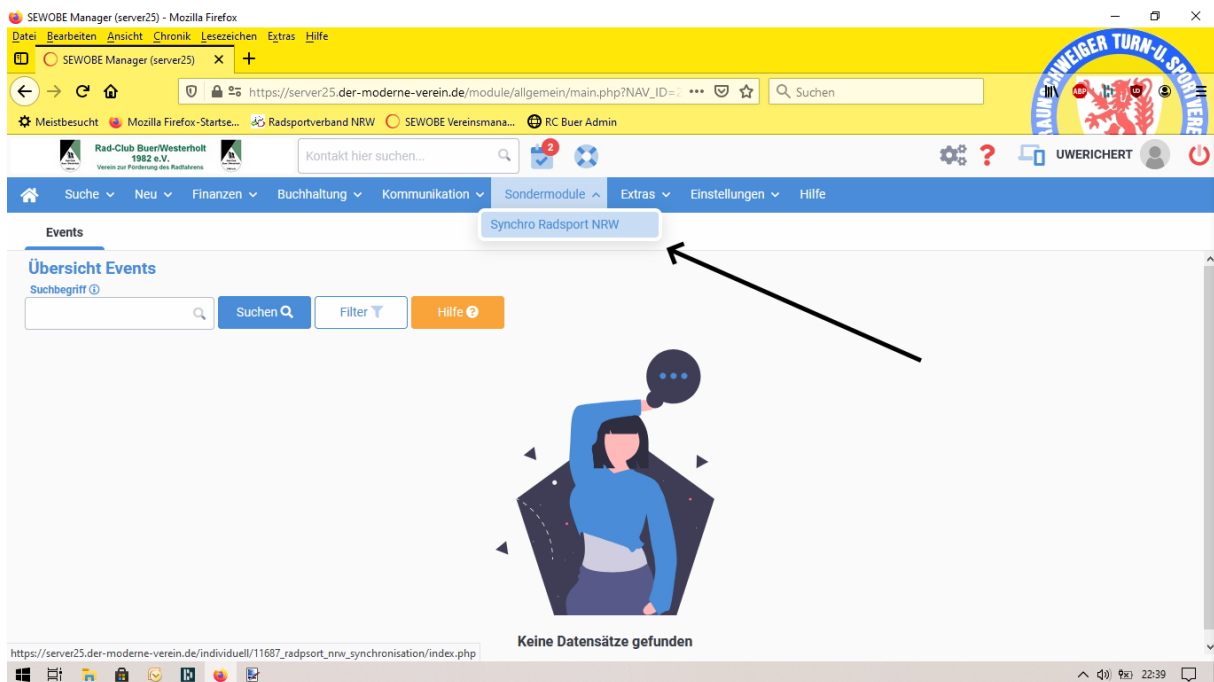 SEWOBE Manager (server25) - Mozilla Firefox
Datei Bearbeiten Ansicht Chronik Lesezeichen Extras Hilfe
SEWOBE Manager (server25)
https://server25.der-moderne-verein.de/module/allgemein/main.php?NAV_ID=2
Suchen
Meistbesucht Mozilla Firefox-Startse... Radsportverband NRW SEWOBE Vereinsmana... RC Buer Admin
Rad-Club Buer/Westerholt
1982 e.V.
Verein zur Förderung des Radfahrens
Kontakt hier suchen...
2
?
UWERICHERT
Suche Neu Finanzen Buchhaltung Kommunikation Sondermodule Extras Einstellungen Hilfe
Synchro Radsport NRW
Events
Übersicht Events
Suchbegriff
Suchen Filter Hilfe
Keine Datensätze gefunden
https://server25.der-moderne-verein.de/individuell/11687_radpsort_nrw_synchronisation/index.php
22:39